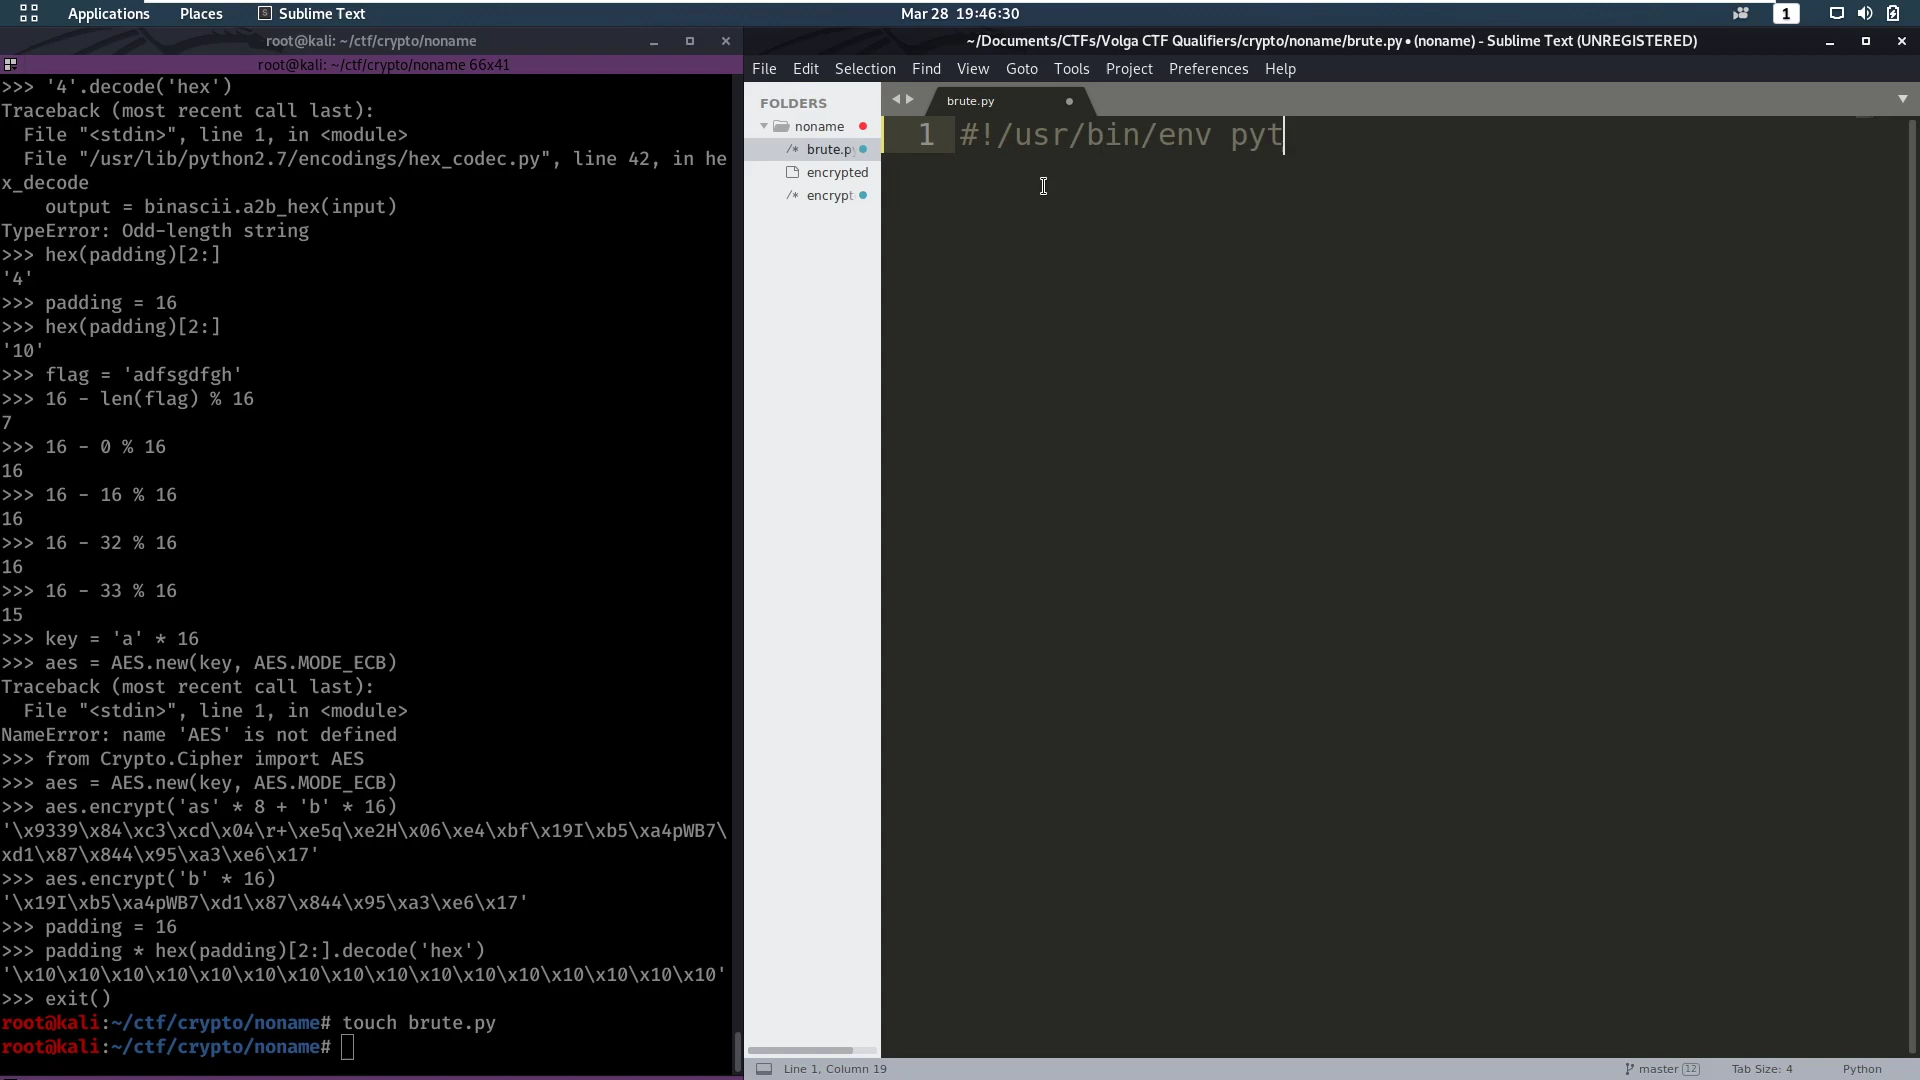 Applications Places Sublime Text Mar 28 19:46:30 1
root@kali: ~/ctf/crypto/noname
root@kali: ~/ctf/crypto/noname 66x41
>>> '4'.decode('hex')
Traceback (most recent call last):
  File "<stdin>", line 1, in <module>
  File "/usr/lib/python2.7/encodings/hex_codec.py", line 42, in he
x_decode
    output = binascii.a2b_hex(input)
TypeError: Odd-length string
>>> hex(padding)[2:]
'4'
>>> padding = 16
>>> hex(padding)[2:]
'10'
>>> flag = 'adfsgdfgh'
>>> 16 - len(flag) % 16
7
>>> 16 - 0 % 16
16
>>> 16 - 16 % 16
16
>>> 16 - 32 % 16
16
>>> 16 - 33 % 16
15
>>> key = 'a' * 16
>>> aes = AES.new(key, AES.MODE_ECB)
Traceback (most recent call last):
  File "<stdin>", line 1, in <module>
NameError: name 'AES' is not defined
>>> from Crypto.Cipher import AES
>>> aes = AES.new(key, AES.MODE_ECB)
>>> aes.encrypt('as' * 8 + 'b' * 16)
'\x9339\x84\xc3\xcd\x04\r+\xe5q\xe2H\x06\xe4\xbf\x19I\xb5\xa4pWB7\
xd1\x87\x844\x95\xa3\xe6\x17'
>>> aes.encrypt('b' * 16)
'\x19I\xb5\xa4pWB7\xd1\x87\x844\x95\xa3\xe6\x17'
>>> padding = 16
>>> padding * hex(padding)[2:].decode('hex')
'\x10\x10\x10\x10\x10\x10\x10\x10\x10\x10\x10\x10\x10\x10\x10\x10'
>>> exit()
root@kali:~/ctf/crypto/noname# touch brute.py
root@kali:~/ctf/crypto/noname#
~/Documents/CTFs/Volga CTF Qualifiers/crypto/noname/brute.py • (noname) - Sublime Text (UNREGISTERED)
File Edit Selection Find View Goto Tools Project Preferences Help
FOLDERS
noname
/* brute.py
encrypted
/* encrypt
brute.py
1 #!/usr/bin/env pyt
Line 1, Column 19
master 12
Tab Size: 4
Python